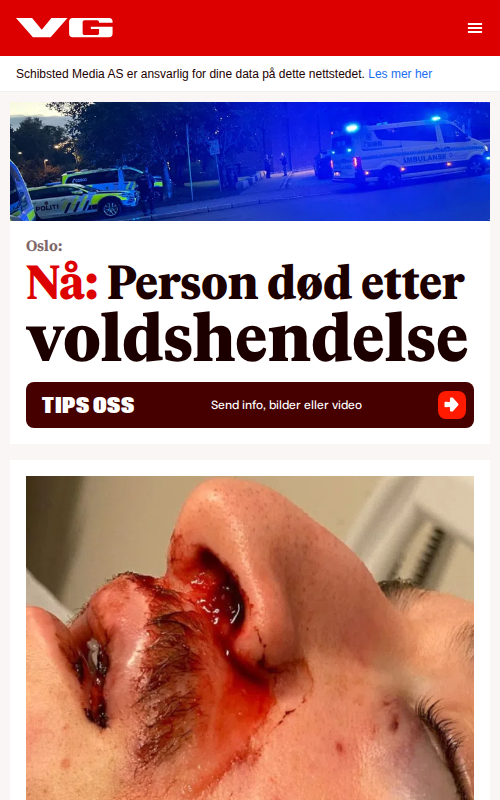 VG
Schibsted Media AS er ansvarlig for dine data på dette nettstedet. Les mer her
POLITI
AMBULANSE
Oslo:
Nå: Person død etter
voldshendelse
TIPS OSS Send info, bilder eller video